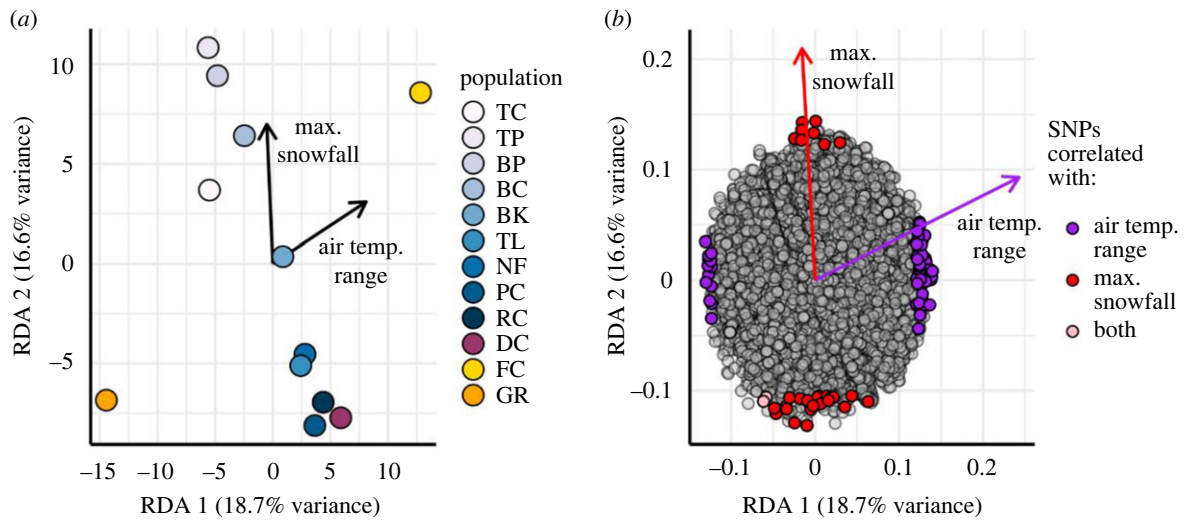 (a)
10
5
0
−5
−15
−10
−5
0
5
10
RDA 2 (16.6% variance)
RDA 1 (18.7% variance)
max.
snowfall
air temp.
range
population
TC
TP
BP
BC
BK
TL
NF
PC
RC
DC
FC
GR
(b)
0.2
0.1
0
−0.1
−0.1
0
0.1
0.2
RDA 2 (16.6% variance)
RDA 1 (18.7% variance)
max.
snowfall
air temp.
range
SNPs
correlated
with:
air temp.
range
max.
snowfall
both